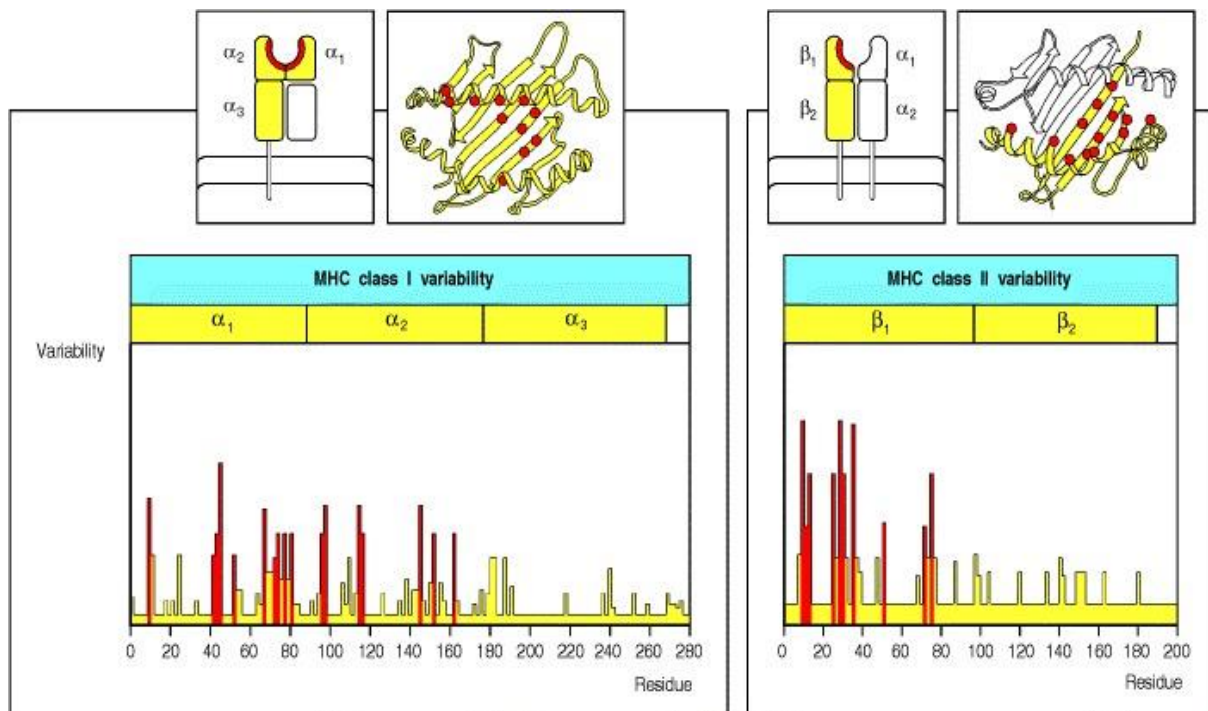 α2 α1
α3
β1 α1
β2 α2
MHC class I variability
α1 α2 α3
Variability
0 20 40 60 80 100 120 140 160 180 200 220 240 260 280
Residue
MHC class II variability
β1 β2
0 20 40 60 80 100 120 140 160 180 200
Residue